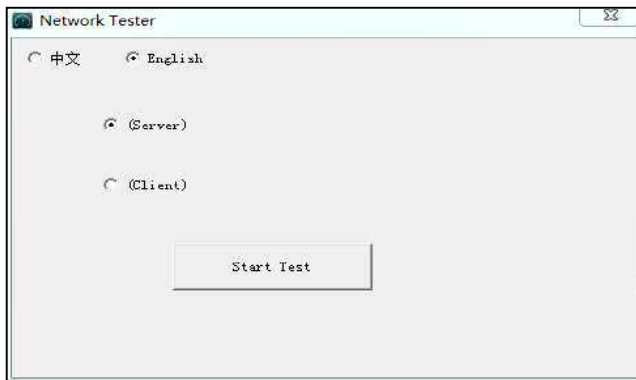 Network Tester
中文 English
(Server)
(Client)
Start Test